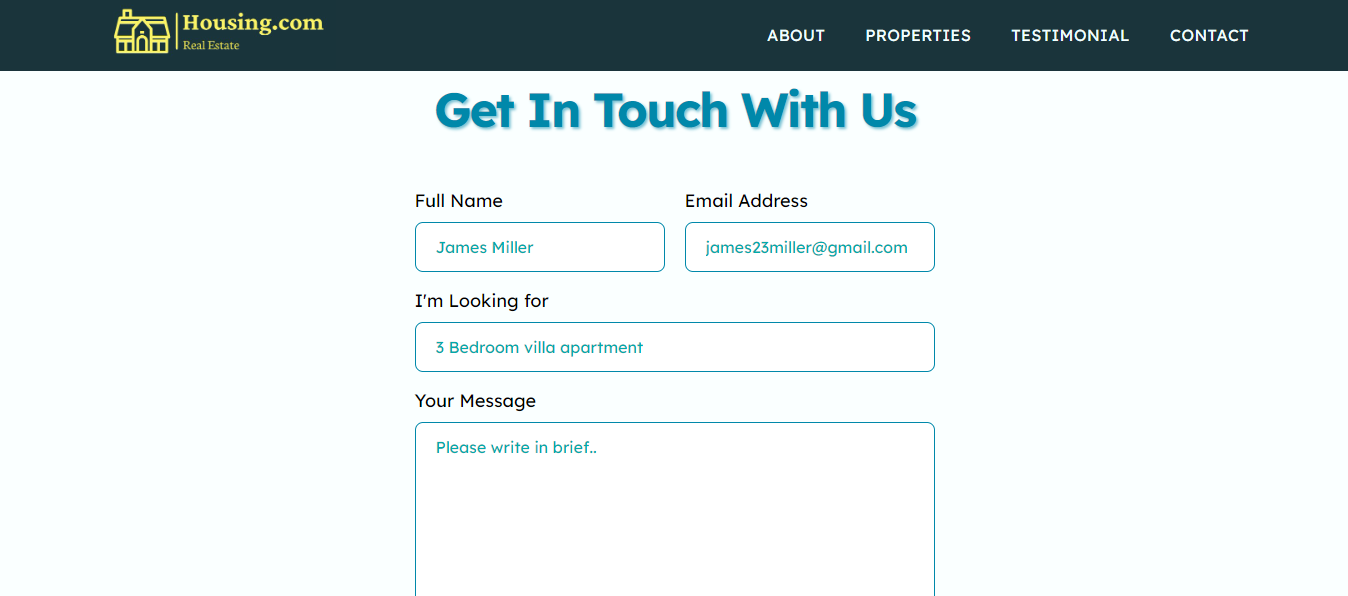 Housing.com
Real Estate
ABOUT PROPERTIES TESTIMONIAL CONTACT
Get In Touch With Us
Full Name Email Address
James Miller james23miller@gmail.com
I'm Looking for
3 Bedroom villa apartment
Your Message
Please write in brief..